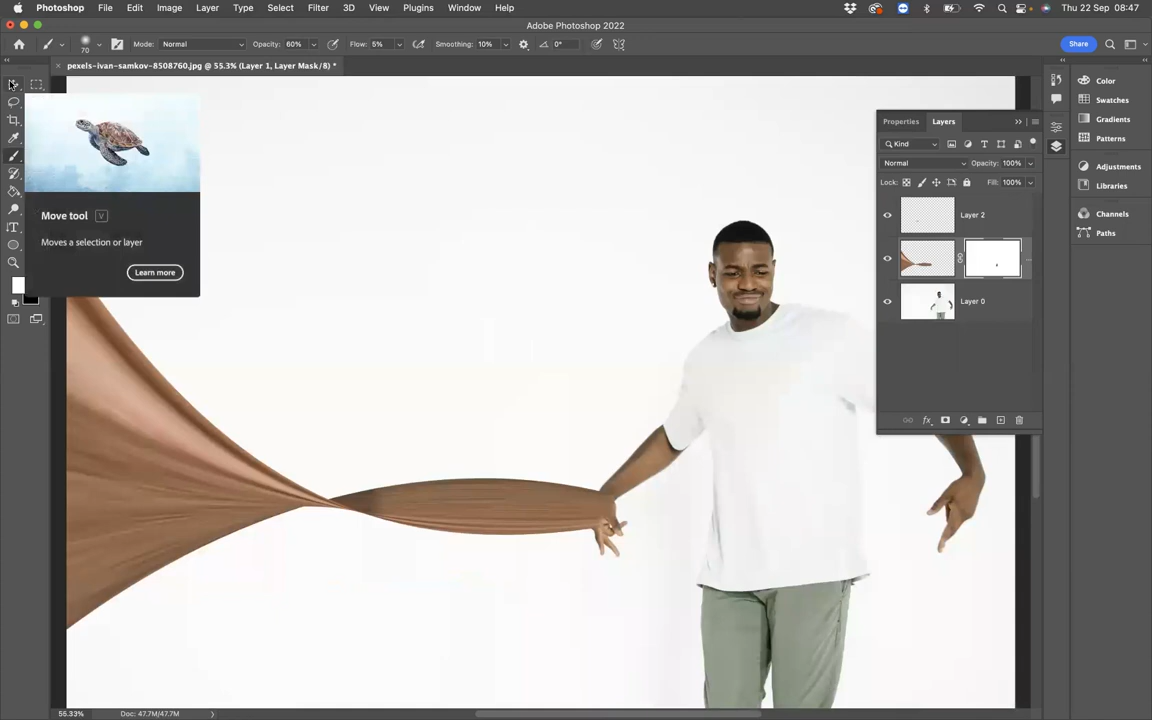 Photoshop File Edit Image Layer Type Select Filter 3D View Plugins Window Help Thu 22 Sep 08:47
Adobe Photoshop 2022
70 Mode: Normal Opacity: 60% Flow: 5% Smoothing: 10% 0° Share
pexels-ivan-samkov-8508760.jpg @ 55.3% (Layer 1, Layer Mask/8) *
Move tool V
Moves a selection or layer
Learn more
Properties Layers
Kind
Normal Opacity: 100%
Lock: Fill: 100%
Layer 2
Layer 0
Color
Swatches
Gradients
Patterns
Adjustments
Libraries
Channels
Paths
55.33% Doc: 47.7M/47.7M